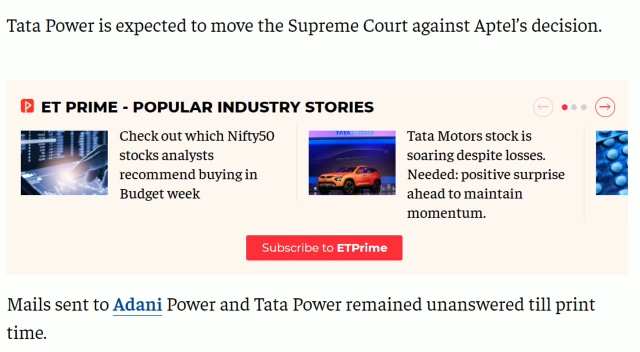 Tata Power is expected to move the Supreme Court against Aptel’s decision.
ET PRIME - POPULAR INDUSTRY STORIES
Check out which Nifty50
stocks analysts
recommend buying in
Budget week
Tata Motors stock is
soaring despite losses.
Needed: positive surprise
ahead to maintain
momentum.
Subscribe to ETPrime
Mails sent to Adani Power and Tata Power remained unanswered till print
time.